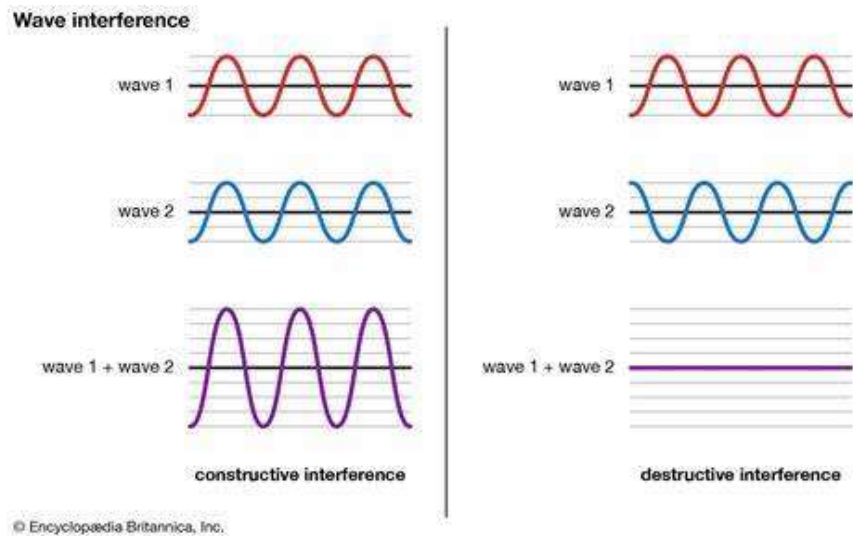 Wave interference
wave 1
wave 2
wave 1 + wave 2
constructive interference
wave 1
wave 2
wave 1 + wave 2
destructive interference
© Encyclopædia Britannica, Inc.